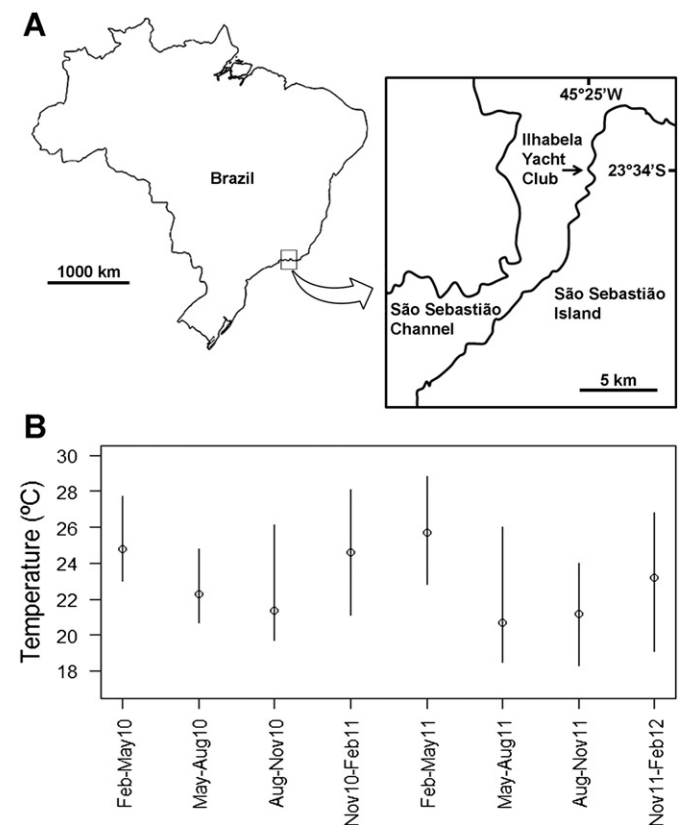 A
Brazil
1000 km
45°25'W
Ilhabela
Yacht
Club
23°34'S
São Sebastião
Channel
São Sebastião
Island
5 km
B
Temperature (ºC)
30
28
26
24
22
20
18
Feb-May10
May-Aug10
Aug-Nov10
Nov10-Feb11
Feb-May11
May-Aug11
Aug-Nov11
Nov11-Feb12